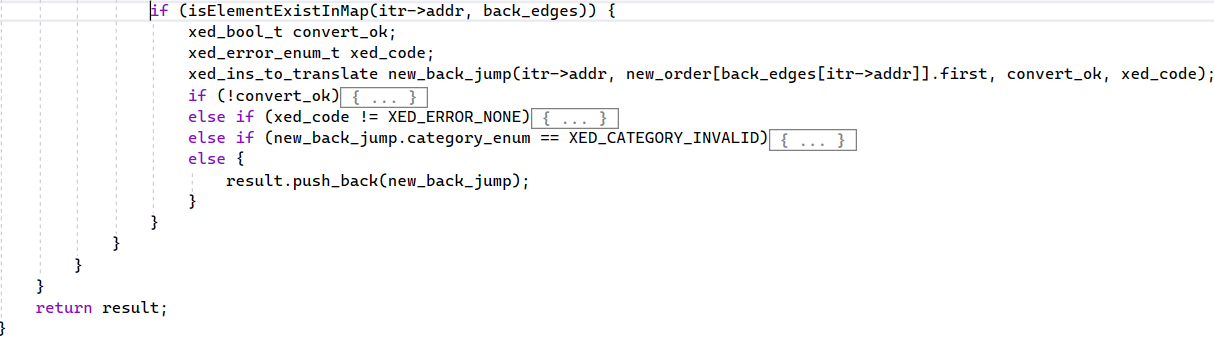 if (isElementExistInMap(itr->addr, back_edges)) {
xed_bool_t convert_ok;
xed_error_enum_t xed_code;
xed_ins_to_translate new_back_jump(itr->addr, new_order[back_edges[itr->addr]].first, convert_ok, xed_code);
if (!convert_ok){ ... }
else if (xed_code != XED_ERROR_NONE){ ... }
else if (new_back_jump.category_enum == XED_CATEGORY_INVALID){ ... }
else {
result.push_back(new_back_jump);
}
}
}
}
}
return result;
}